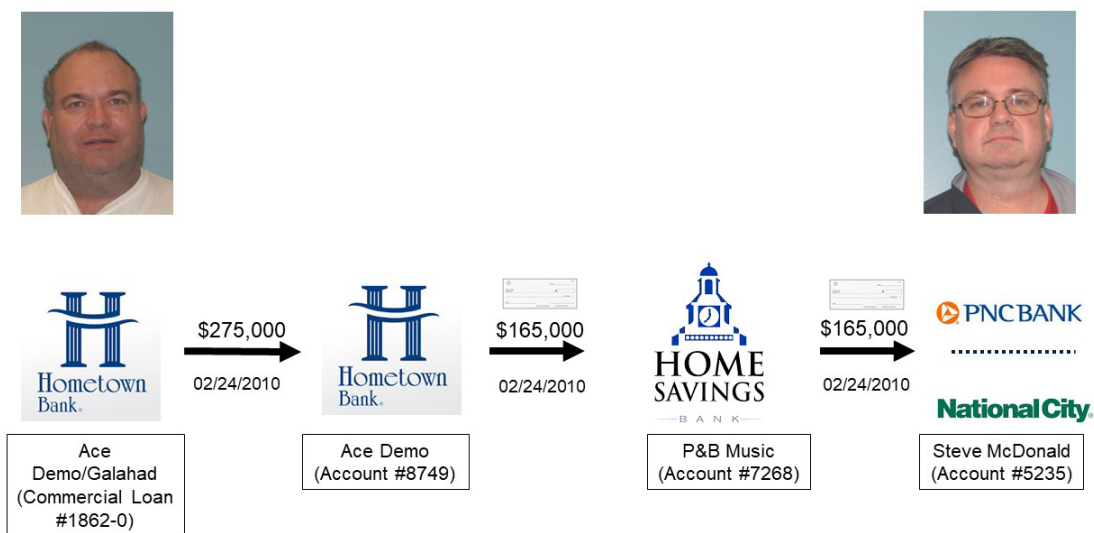 $275,000
02/24/2010
$165,000
02/24/2010
$165,000
02/24/2010
Hometown
Bank
Hometown
Bank
HOME
SAVINGS
BANK
PNC BANK
National City
Ace
Demo/Galahad
(Commercial Loan
#1862-0)
Ace Demo
(Account #8749)
P&B Music
(Account #7268)
Steve McDonald
(Account #5235)